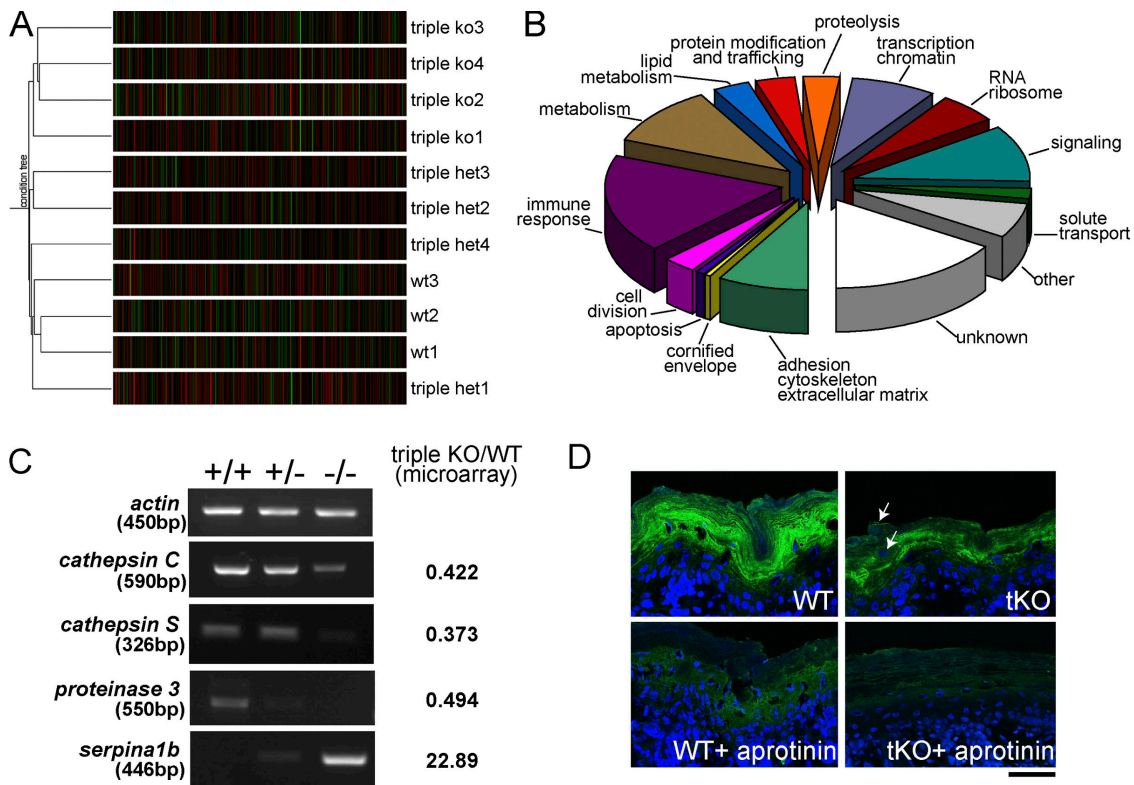 A
condition tree
triple ko3
triple ko4
triple ko2
triple ko1
triple het3
triple het2
triple het4
wt3
wt2
wt1
triple het1
B
proteolysis
protein modification
and trafficking
transcription
chromatin
lipid
metabolism
RNA
ribosome
metabolism
signaling
immune
response
solute
transport
other
cell
division
unknown
apoptosis
cornified
envelope
adhesion
cytoskeleton
extracellular matrix
C
+/+ +/- -/-
triple KO/WT
(microarray)
actin
(450bp)
cathepsin C
(590bp)
0.422
cathepsin S
(326bp)
0.373
proteinase 3
(550bp)
0.494
serpina1b
(446bp)
22.89
D
WT
tKO
WT+ aprotinin
tKO+ aprotinin